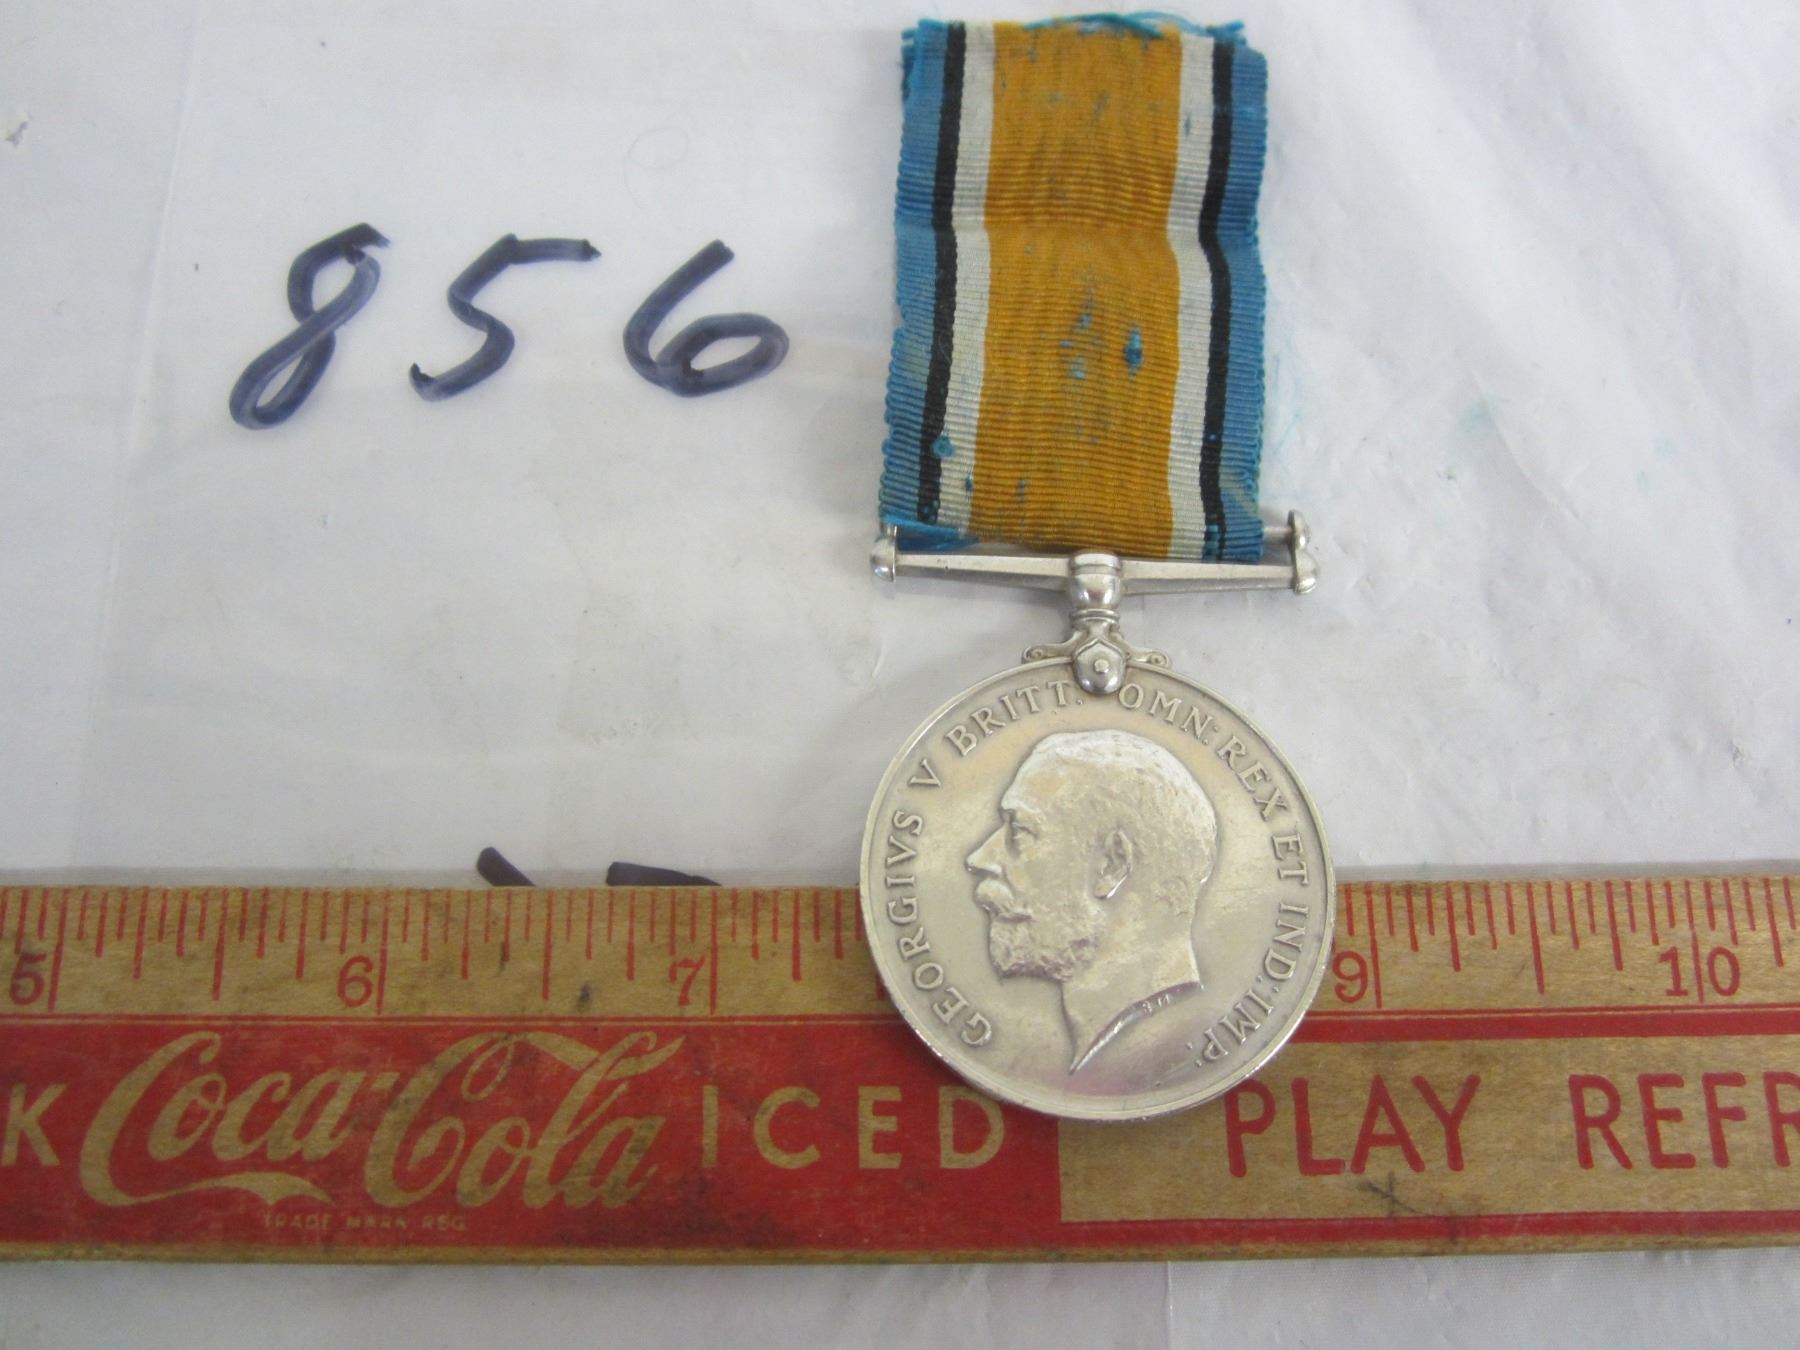 856
GEORGIVS V BRITT: OMN: REX ET IND: IMP:
5 6 7 9 10
K Coca-Cola ICED PLAY REFR
TRADE MARK REG